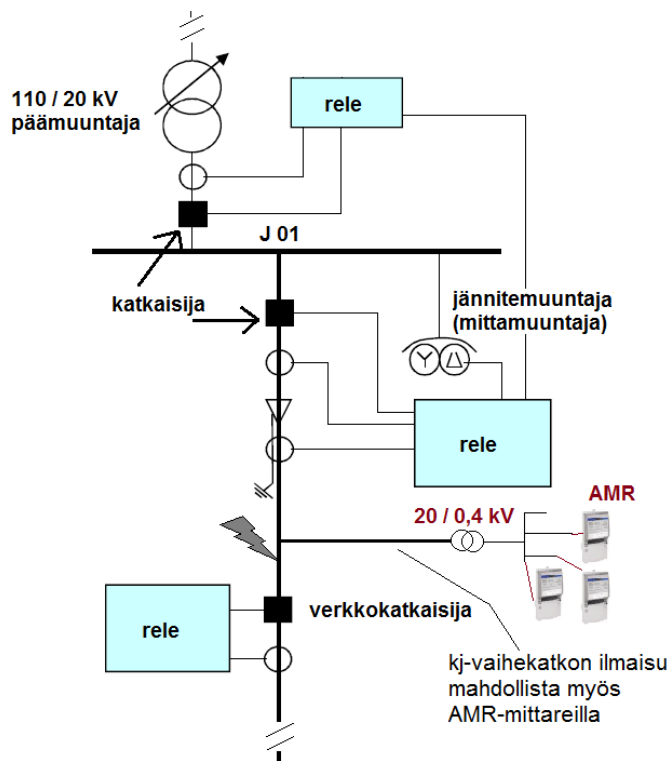 110 / 20 kV
päämuuntaja
rele
J 01
katkaisija
jännitemuuntaja
(mittamuuntaja)
rele
20 / 0,4 kV
AMR
rele
verkkokatkaisija
kj-vaihekatkon ilmaisu
mahdollista myös
AMR-mittareilla